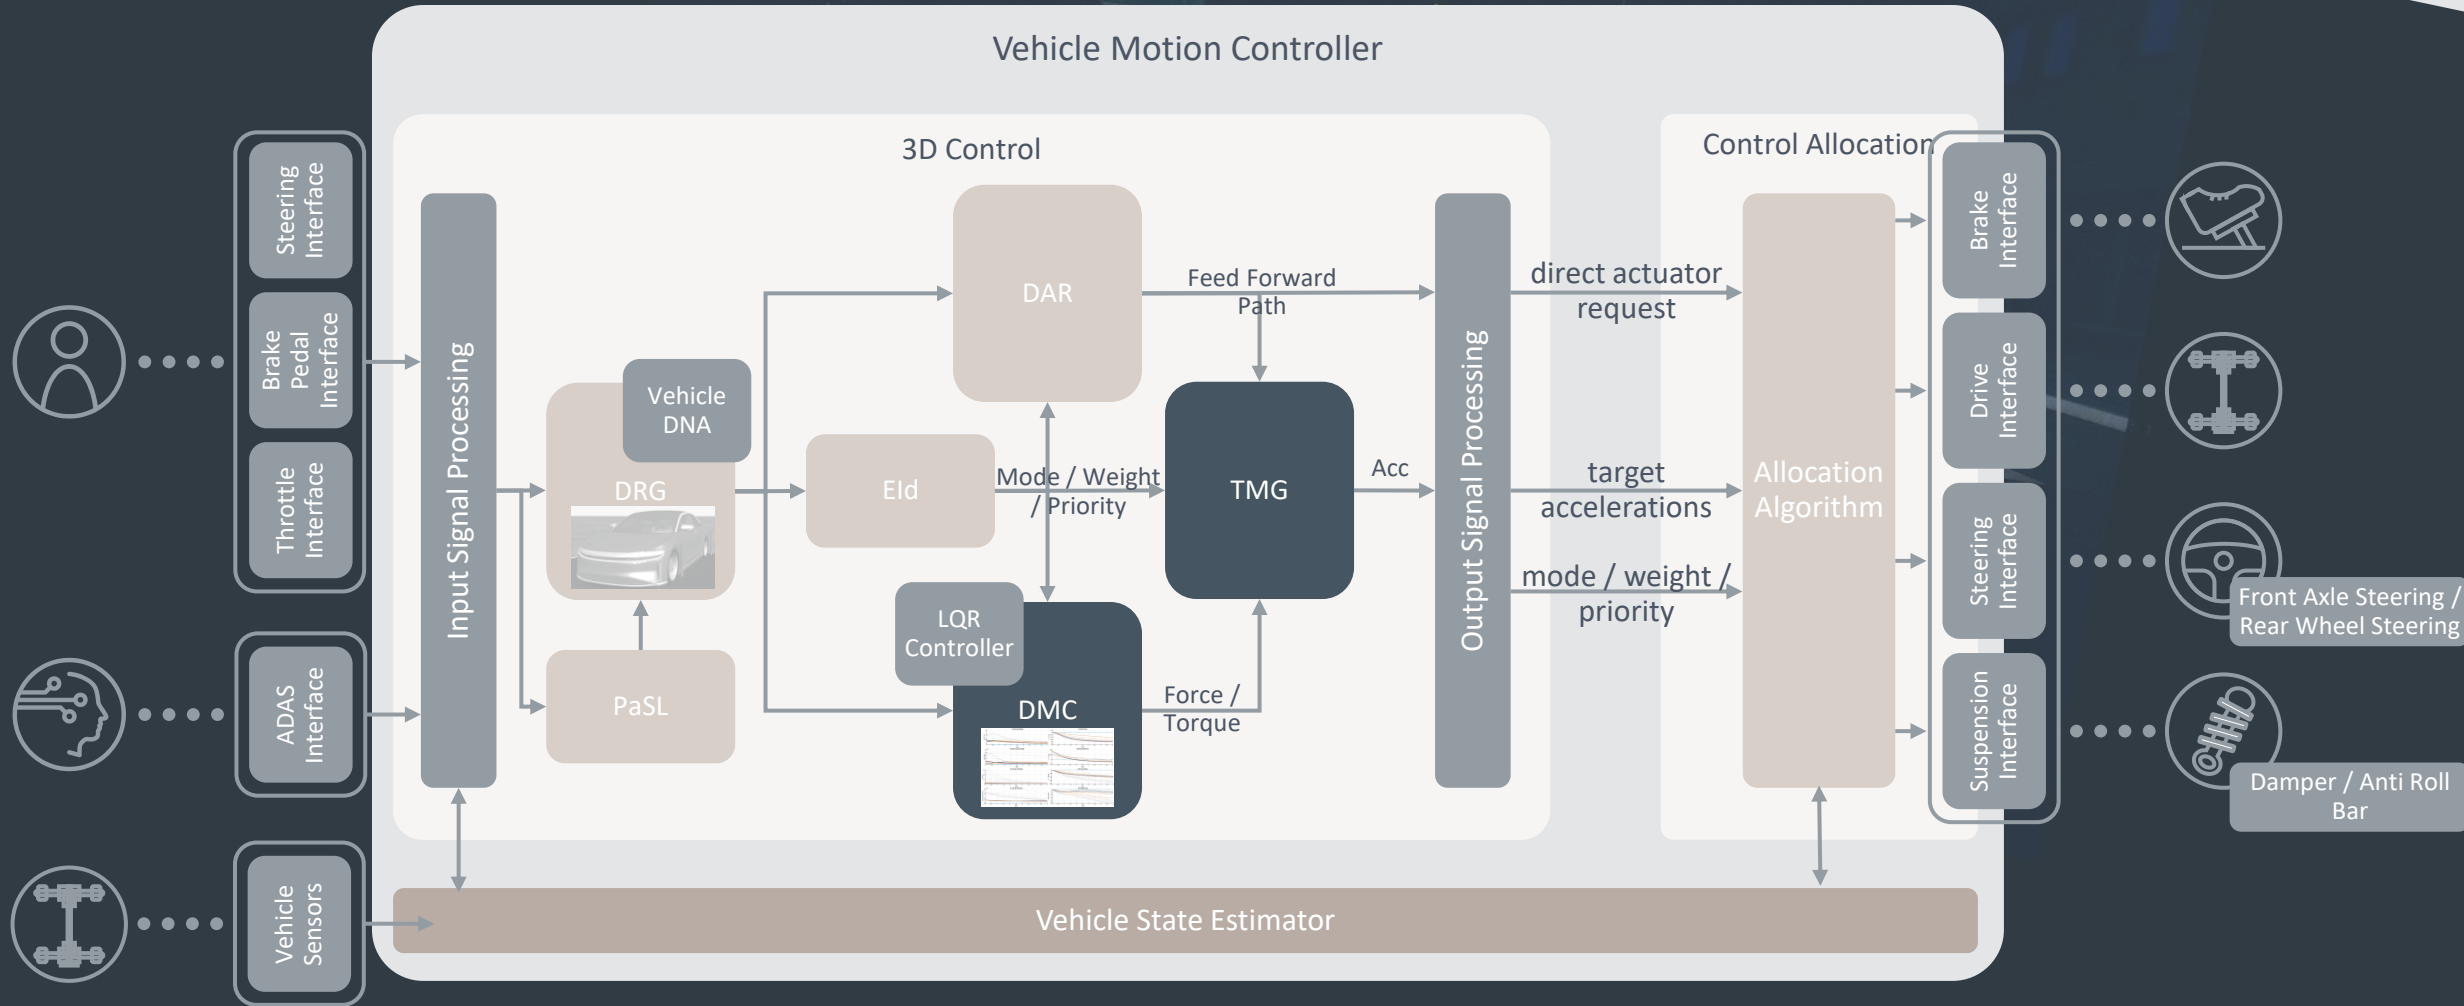 Vehicle Motion Controller
3D Control
Control Allocation
Steering
Interface
Brake
Pedal
Interface
Throttle
Interface
ADAS
Interface
Vehicle
Sensors
Input Signal Processing
Vehicle
DNA
DRG
PaSL
EId
DAR
LQR
Controller
DMC
Feed Forward
Path
Mode / Weight
/ Priority
Force /
Torque
TMG
Acc
Output Signal Processing
direct actuator
request
target
accelerations
mode / weight /
priority
Allocation
Algorithm
Brake
Interface
Drive
Interface
Steering
Interface
Suspension
Interface
Front Axle Steering /
Rear Wheel Steering
Damper / Anti Roll
Bar
Vehicle State Estimator